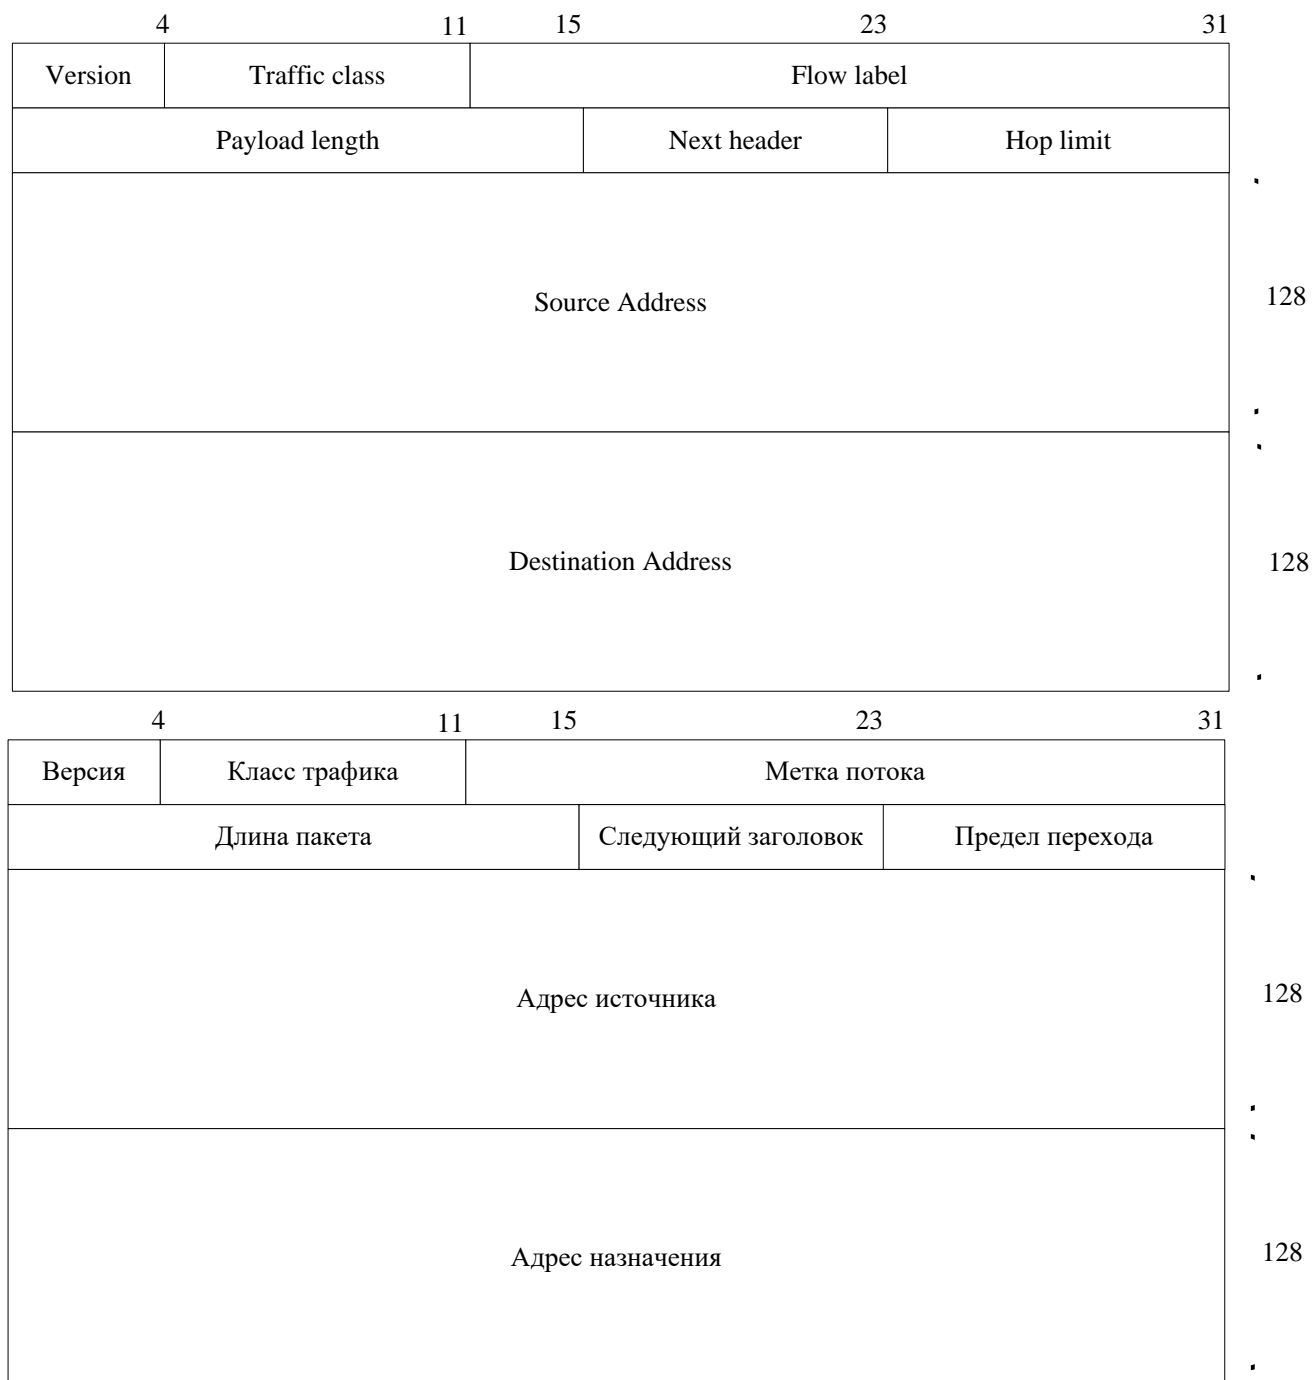 4 11 15 23 31
Version Traffic class Flow label
Payload length Next header Hop limit
Source Address 128
Destination Address 128
4 11 15 23 31
Версия Класс трафика Метка потока
Длина пакета Следующий заголовок Предел перехода
Адрес источника 128
Адрес назначения 128